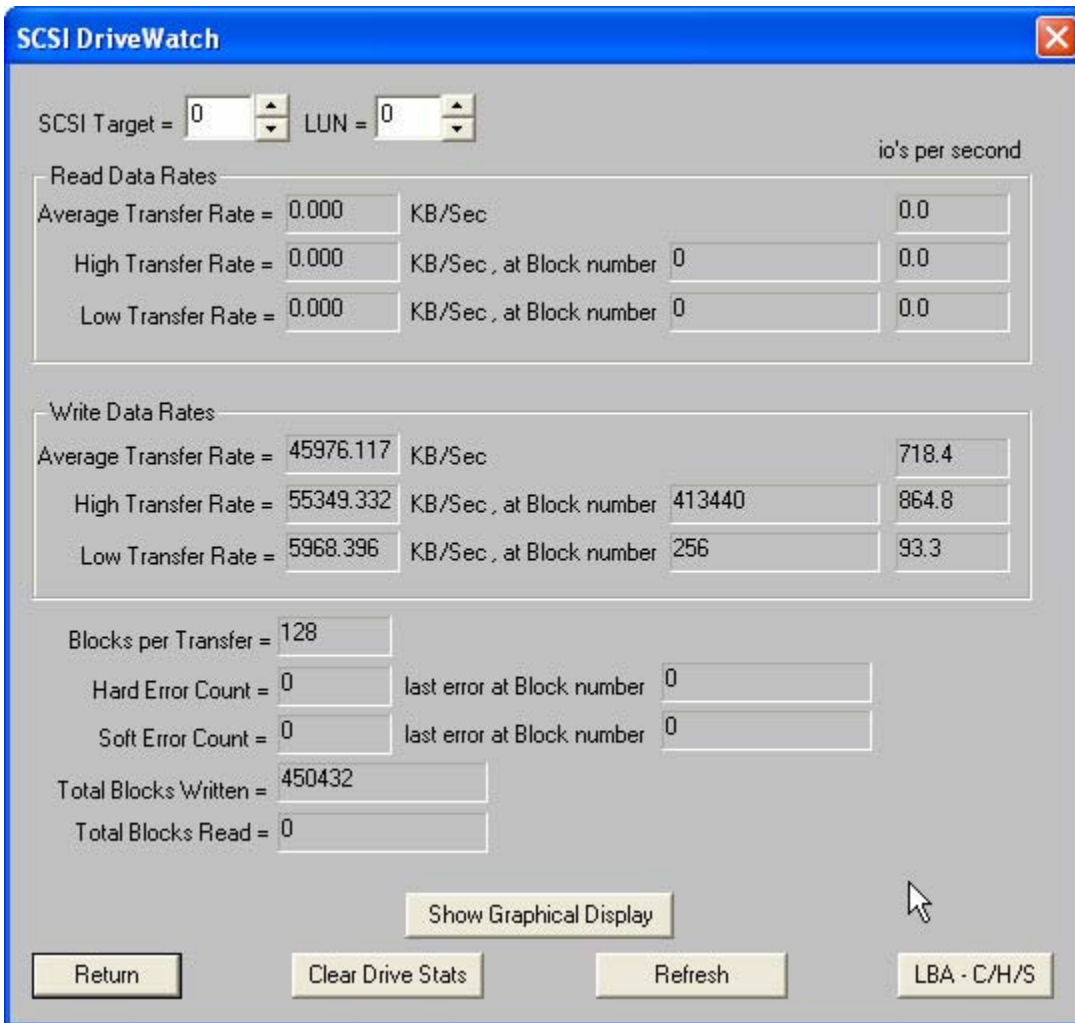 SCSI DriveWatch
SCSI Target = 0 LUN = 0
io's per second
Read Data Rates
Average Transfer Rate = 0.000 KB/Sec 0.0
High Transfer Rate = 0.000 KB/Sec , at Block number 0 0.0
Low Transfer Rate = 0.000 KB/Sec , at Block number 0 0.0
Write Data Rates
Average Transfer Rate = 45976.117 KB/Sec 718.4
High Transfer Rate = 55349.332 KB/Sec , at Block number 413440 864.8
Low Transfer Rate = 5968.396 KB/Sec , at Block number 256 93.3
Blocks per Transfer = 128
Hard Error Count = 0 last error at Block number 0
Soft Error Count = 0 last error at Block number 0
Total Blocks Written = 450432
Total Blocks Read = 0
Show Graphical Display
Return Clear Drive Stats Refresh LBA - C/H/S